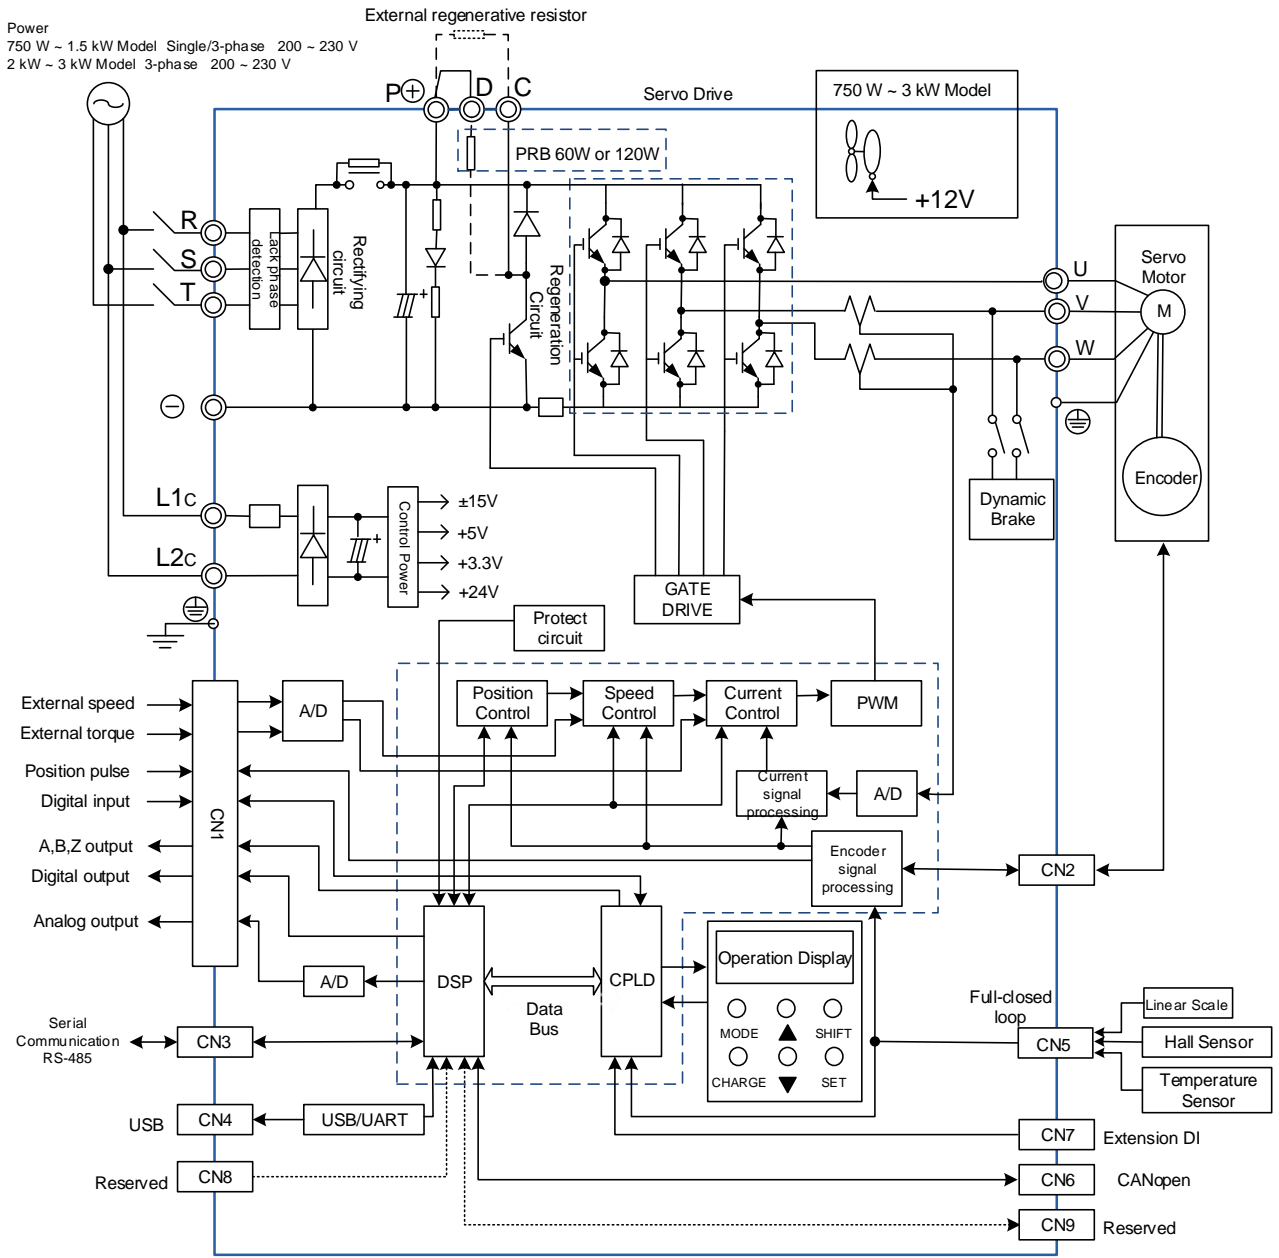 External regenerative resistor
Power
750 W ~ 1.5 kW Model Single/3-phase 200 ~ 230 V
2 kW ~ 3 kW Model 3-phase 200 ~ 230 V
P+ D C
Servo Drive
750 W ~ 3 kW Model
+12V
PRB 60W or 120W
R
S
T
Lack phase
detection
Rectifying
circuit
+
Regeneration
Circuit
U
V
W
Servo
Motor
M
Encoder
Dynamic
Brake
−
L1C
L2C
+
Control Power
±15V
+5V
+3.3V
+24V
GATE
DRIVE
Protect
circuit
External speed
External torque
Position pulse
Digital input
A,B,Z output
Digital output
Analog output
CN1
A/D
Position
Control
Speed
Control
Current
Control
PWM
Current
signal
processing
A/D
Encoder
signal
processing
CN2
A/D
DSP
Data
Bus
CPLD
Operation Display
MODE
▲
SHIFT
CHARGE
▼
SET
Full-closed
loop
CN5
Linear Scale
Hall Sensor
Temperature
Sensor
Serial
Communication
RS-485
CN3
USB
CN4
USB/UART
Reserved
CN8
CN7
Extension DI
CN6
CANopen
CN9
Reserved